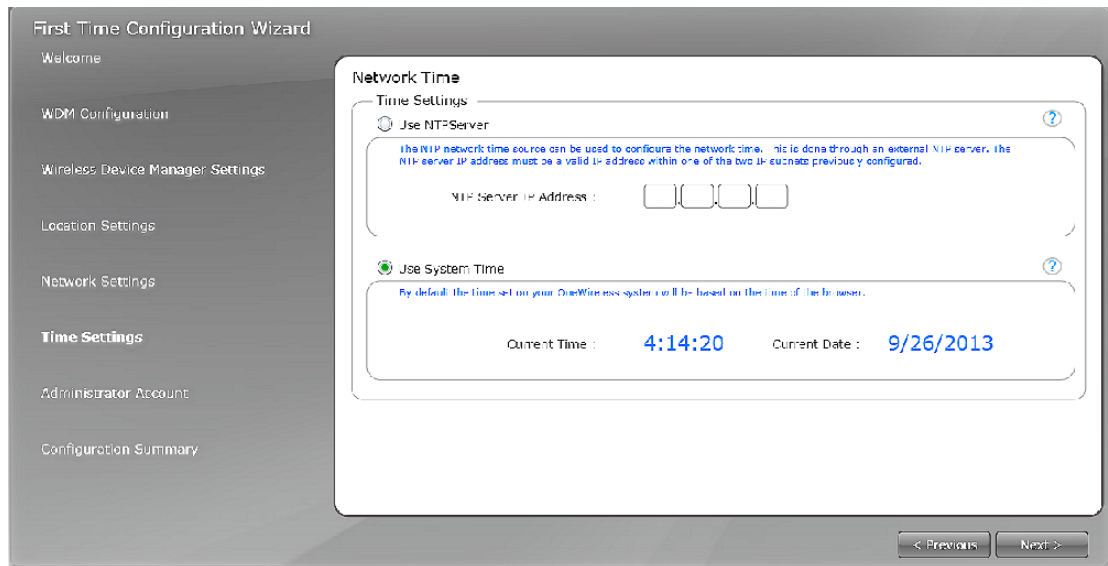 First Time Configuration Wizard
Welcome
WDM Configuration
Wireless Device Manager Settings
Location Settings
Network Settings
Time Settings
Administrator Account
Configuration Summary
Network Time
Time Settings
Use NTPServer
?
The NTP network time source can be used to configure the network time. This is done through an external NTP server. The
NTP server IP address must be a valid IP address within one of the two IP subnets previously configured.
NTP Server IP Address :
. . .
Use System Time
?
By default the time set on your OneWireless system will be based on the time of the browser.
Current Time : 4:14:20 Current Date : 9/26/2013
< Previous Next >